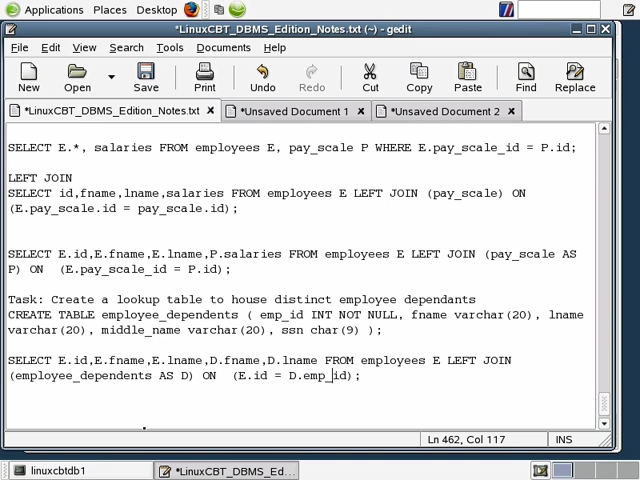 Applications Places Desktop
*LinuxCBT_DBMS_Edition_Notes.txt (~) - gedit
File Edit View Search Tools Documents Help
New Open Save Print Undo Redo Cut Copy Paste Find Replace
*LinuxCBT_DBMS_Edition_Notes.txt x *Unsaved Document 1 x *Unsaved Document 2 x
SELECT E.*, salaries FROM employees E, pay_scale P WHERE E.pay_scale_id = P.id;
LEFT JOIN
SELECT id,fname,lname,salaries FROM employees E LEFT JOIN (pay_scale) ON
(E.pay_scale.id = pay_scale.id);
SELECT E.id,E.fname,E.lname,P.salaries FROM employees E LEFT JOIN (pay_scale AS
P) ON  (E.pay_scale_id = P.id);
Task: Create a lookup table to house distinct employee dependants
CREATE TABLE employee_dependents ( emp_id INT NOT NULL, fname varchar(20), lname
varchar(20), middle_name varchar(20), ssn char(9) );
SELECT E.id,E.fname,E.lname,D.fname,D.lname FROM employees E LEFT JOIN
(employee_dependents AS D) ON  (E.id = D.emp_id);
Ln 462, Col 117 INS
linuxcbtdb1 *LinuxCBT_DBMS_Ed...